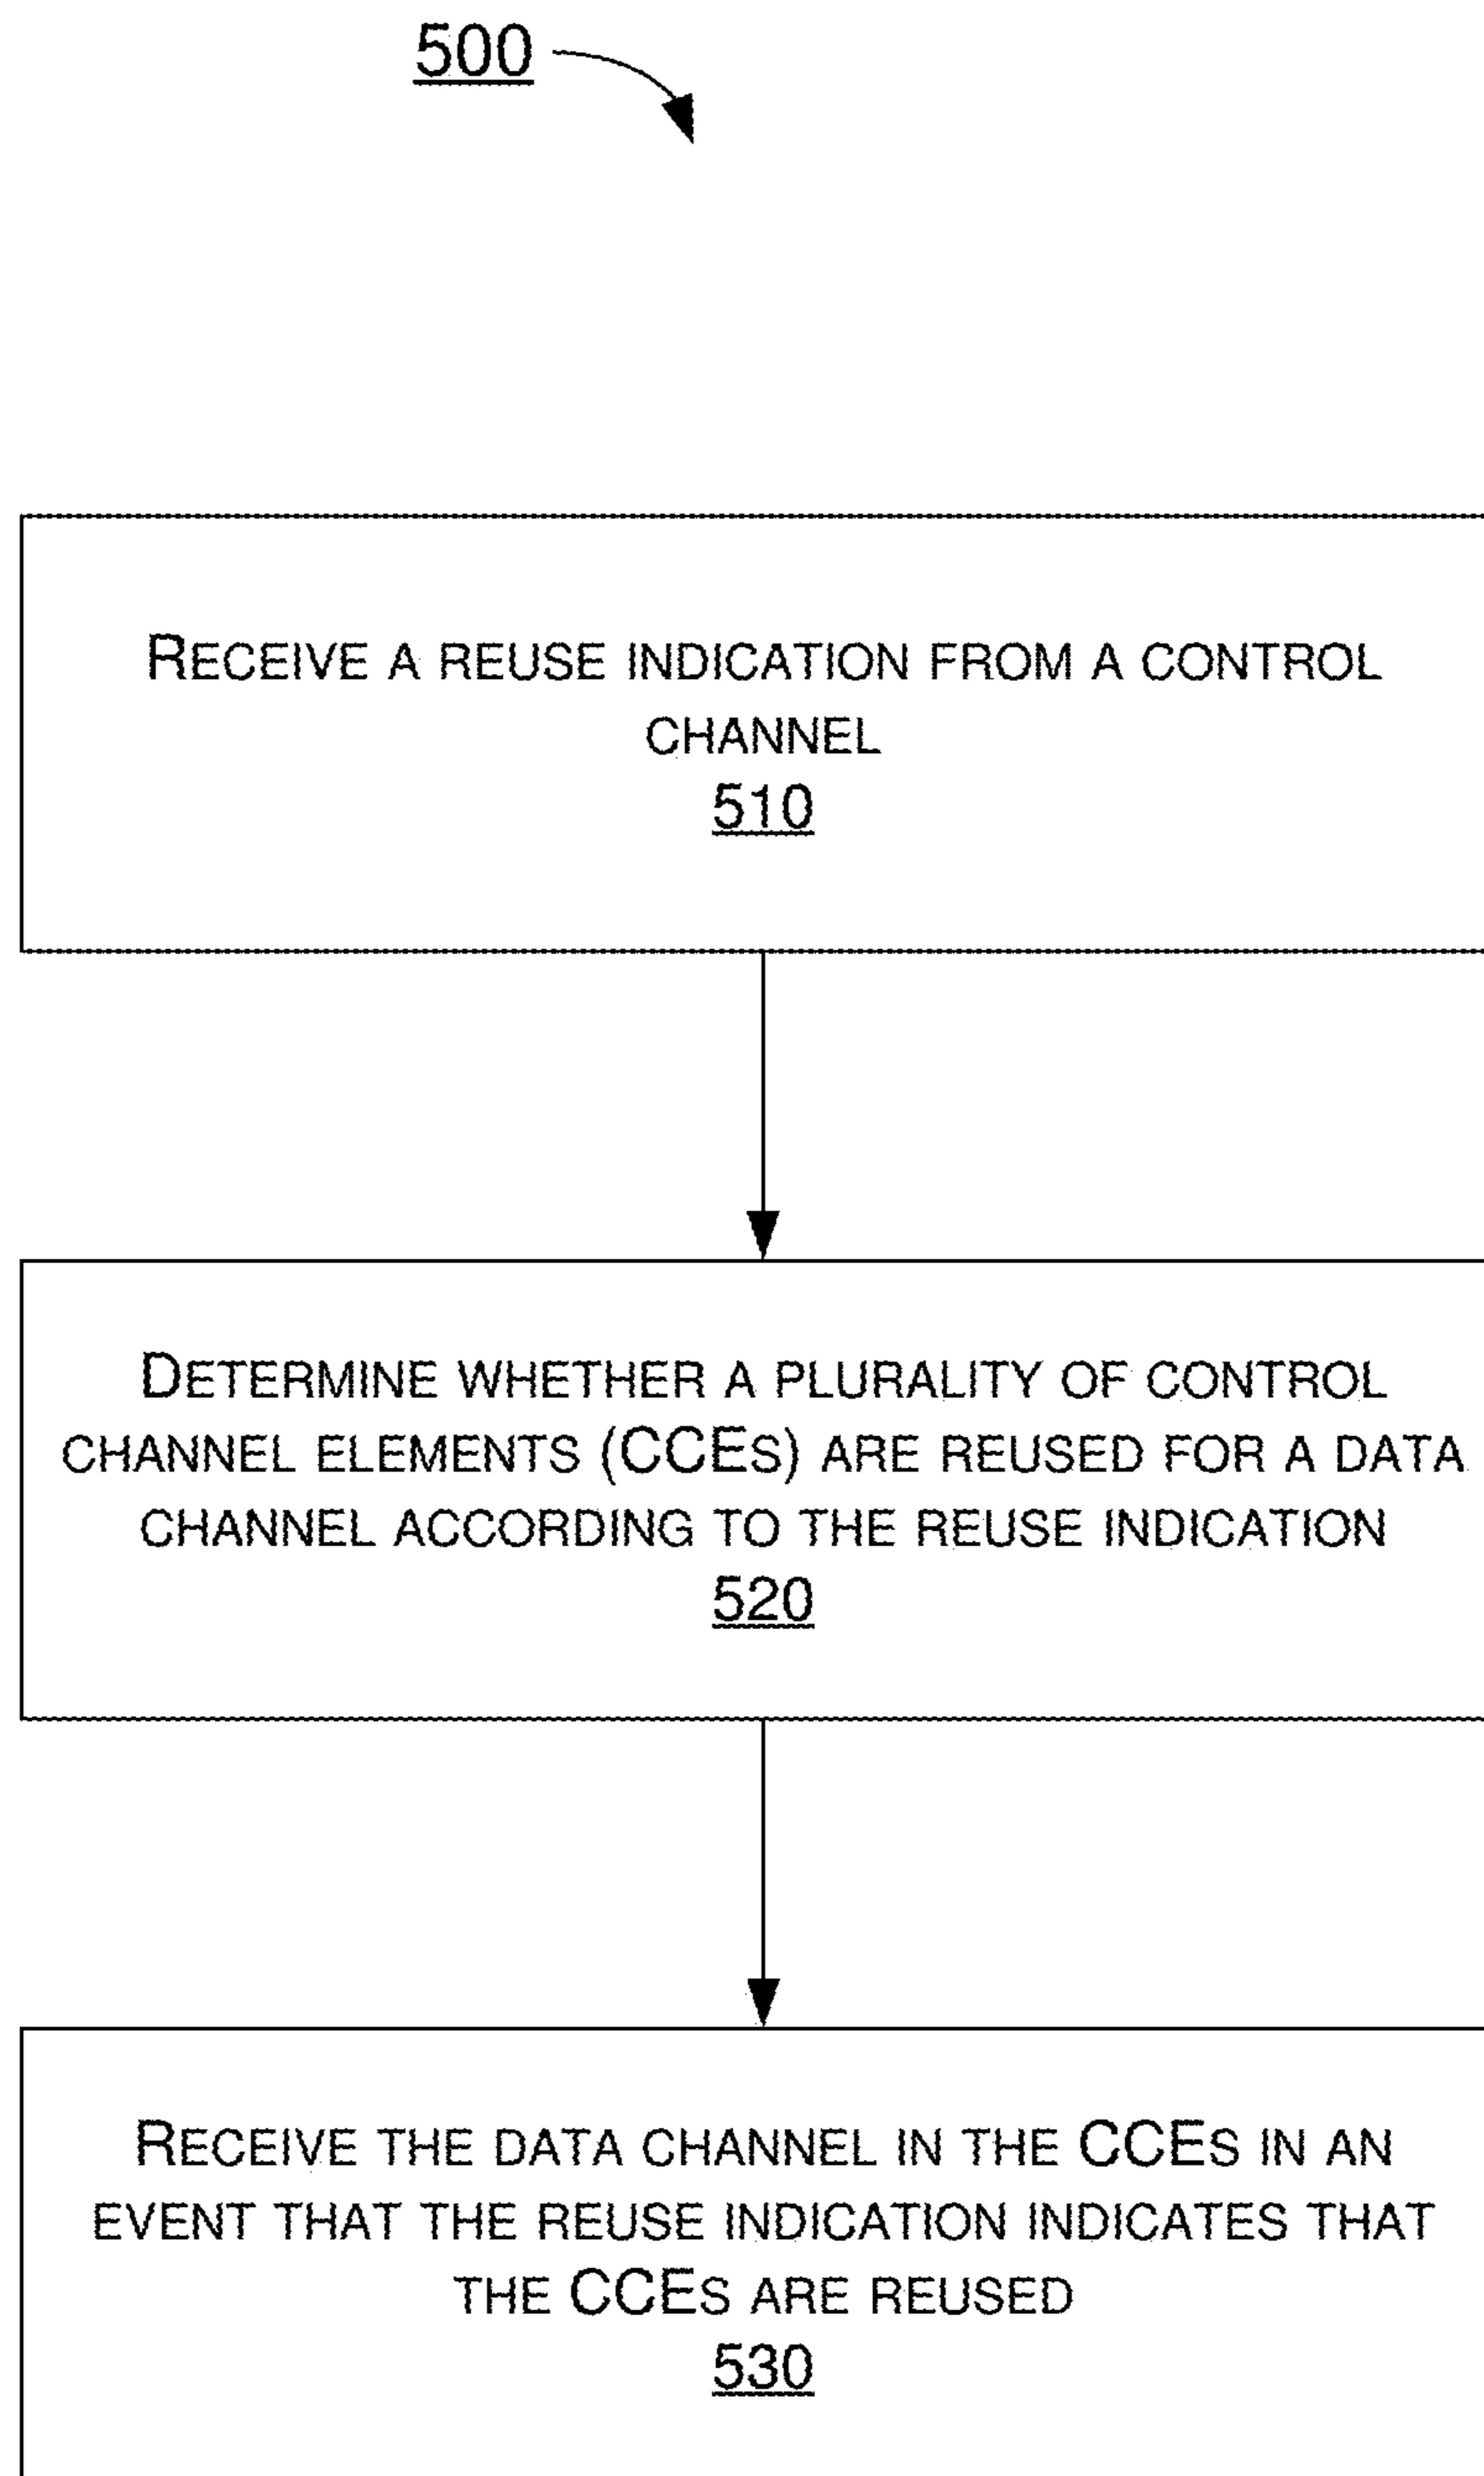 500
RECEIVE A REUSE INDICATION FROM A CONTROL
CHANNEL
510
DETERMINE WHETHER A PLURALITY OF CONTROL
CHANNEL ELEMENTS (CCES) ARE REUSED FOR A DATA
CHANNEL ACCORDING TO THE REUSE INDICATION
520
RECEIVE THE DATA CHANNEL IN THE CCES IN AN
EVENT THAT THE REUSE INDICATION INDICATES THAT
THE CCES ARE REUSED
530